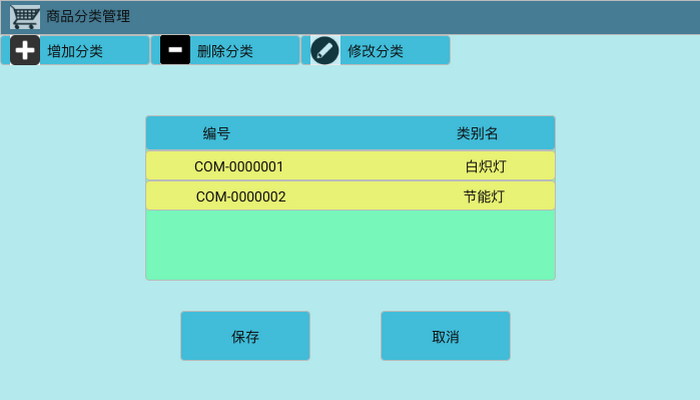 商品分类管理
增加分类 删除分类 修改分类
编号 类别名
COM-0000001 白炽灯
COM-0000002 节能灯
保存 取消